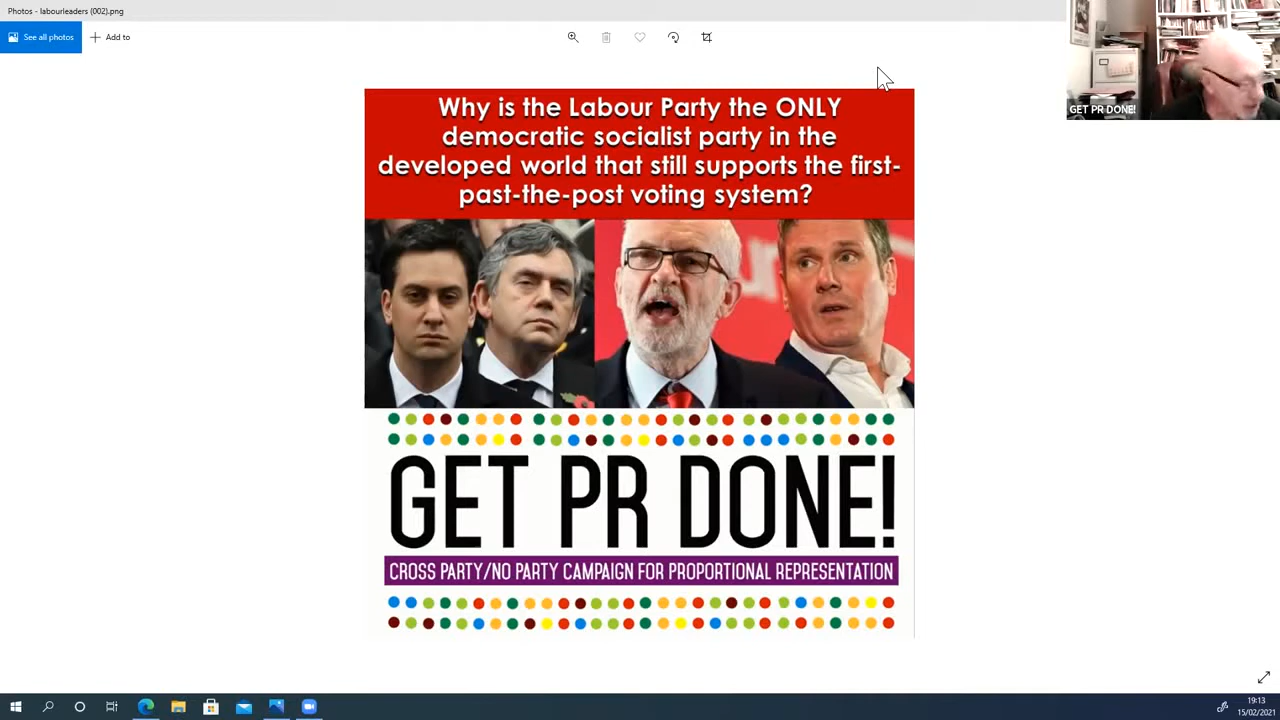 Photos - labourleaders (002).png
See all photos
Add to
GET PR DONE!
Why is the Labour Party the ONLY
democratic socialist party in the
developed world that still supports the first-
past-the-post voting system?
GET PR DONE!
CROSS PARTY/NO PARTY CAMPAIGN FOR PROPORTIONAL REPRESENTATION
19:13
15/02/2021